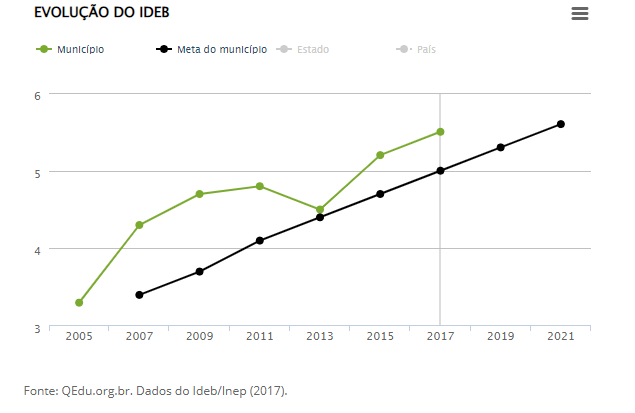 EVOLUÇÃO DO IDEB
Município Meta do município Estado País
6
5
4
3
2005 2007 2009 2011 2013 2015 2017 2019 2021
Fonte: QEdu.org.br. Dados do Ideb/Inep (2017).